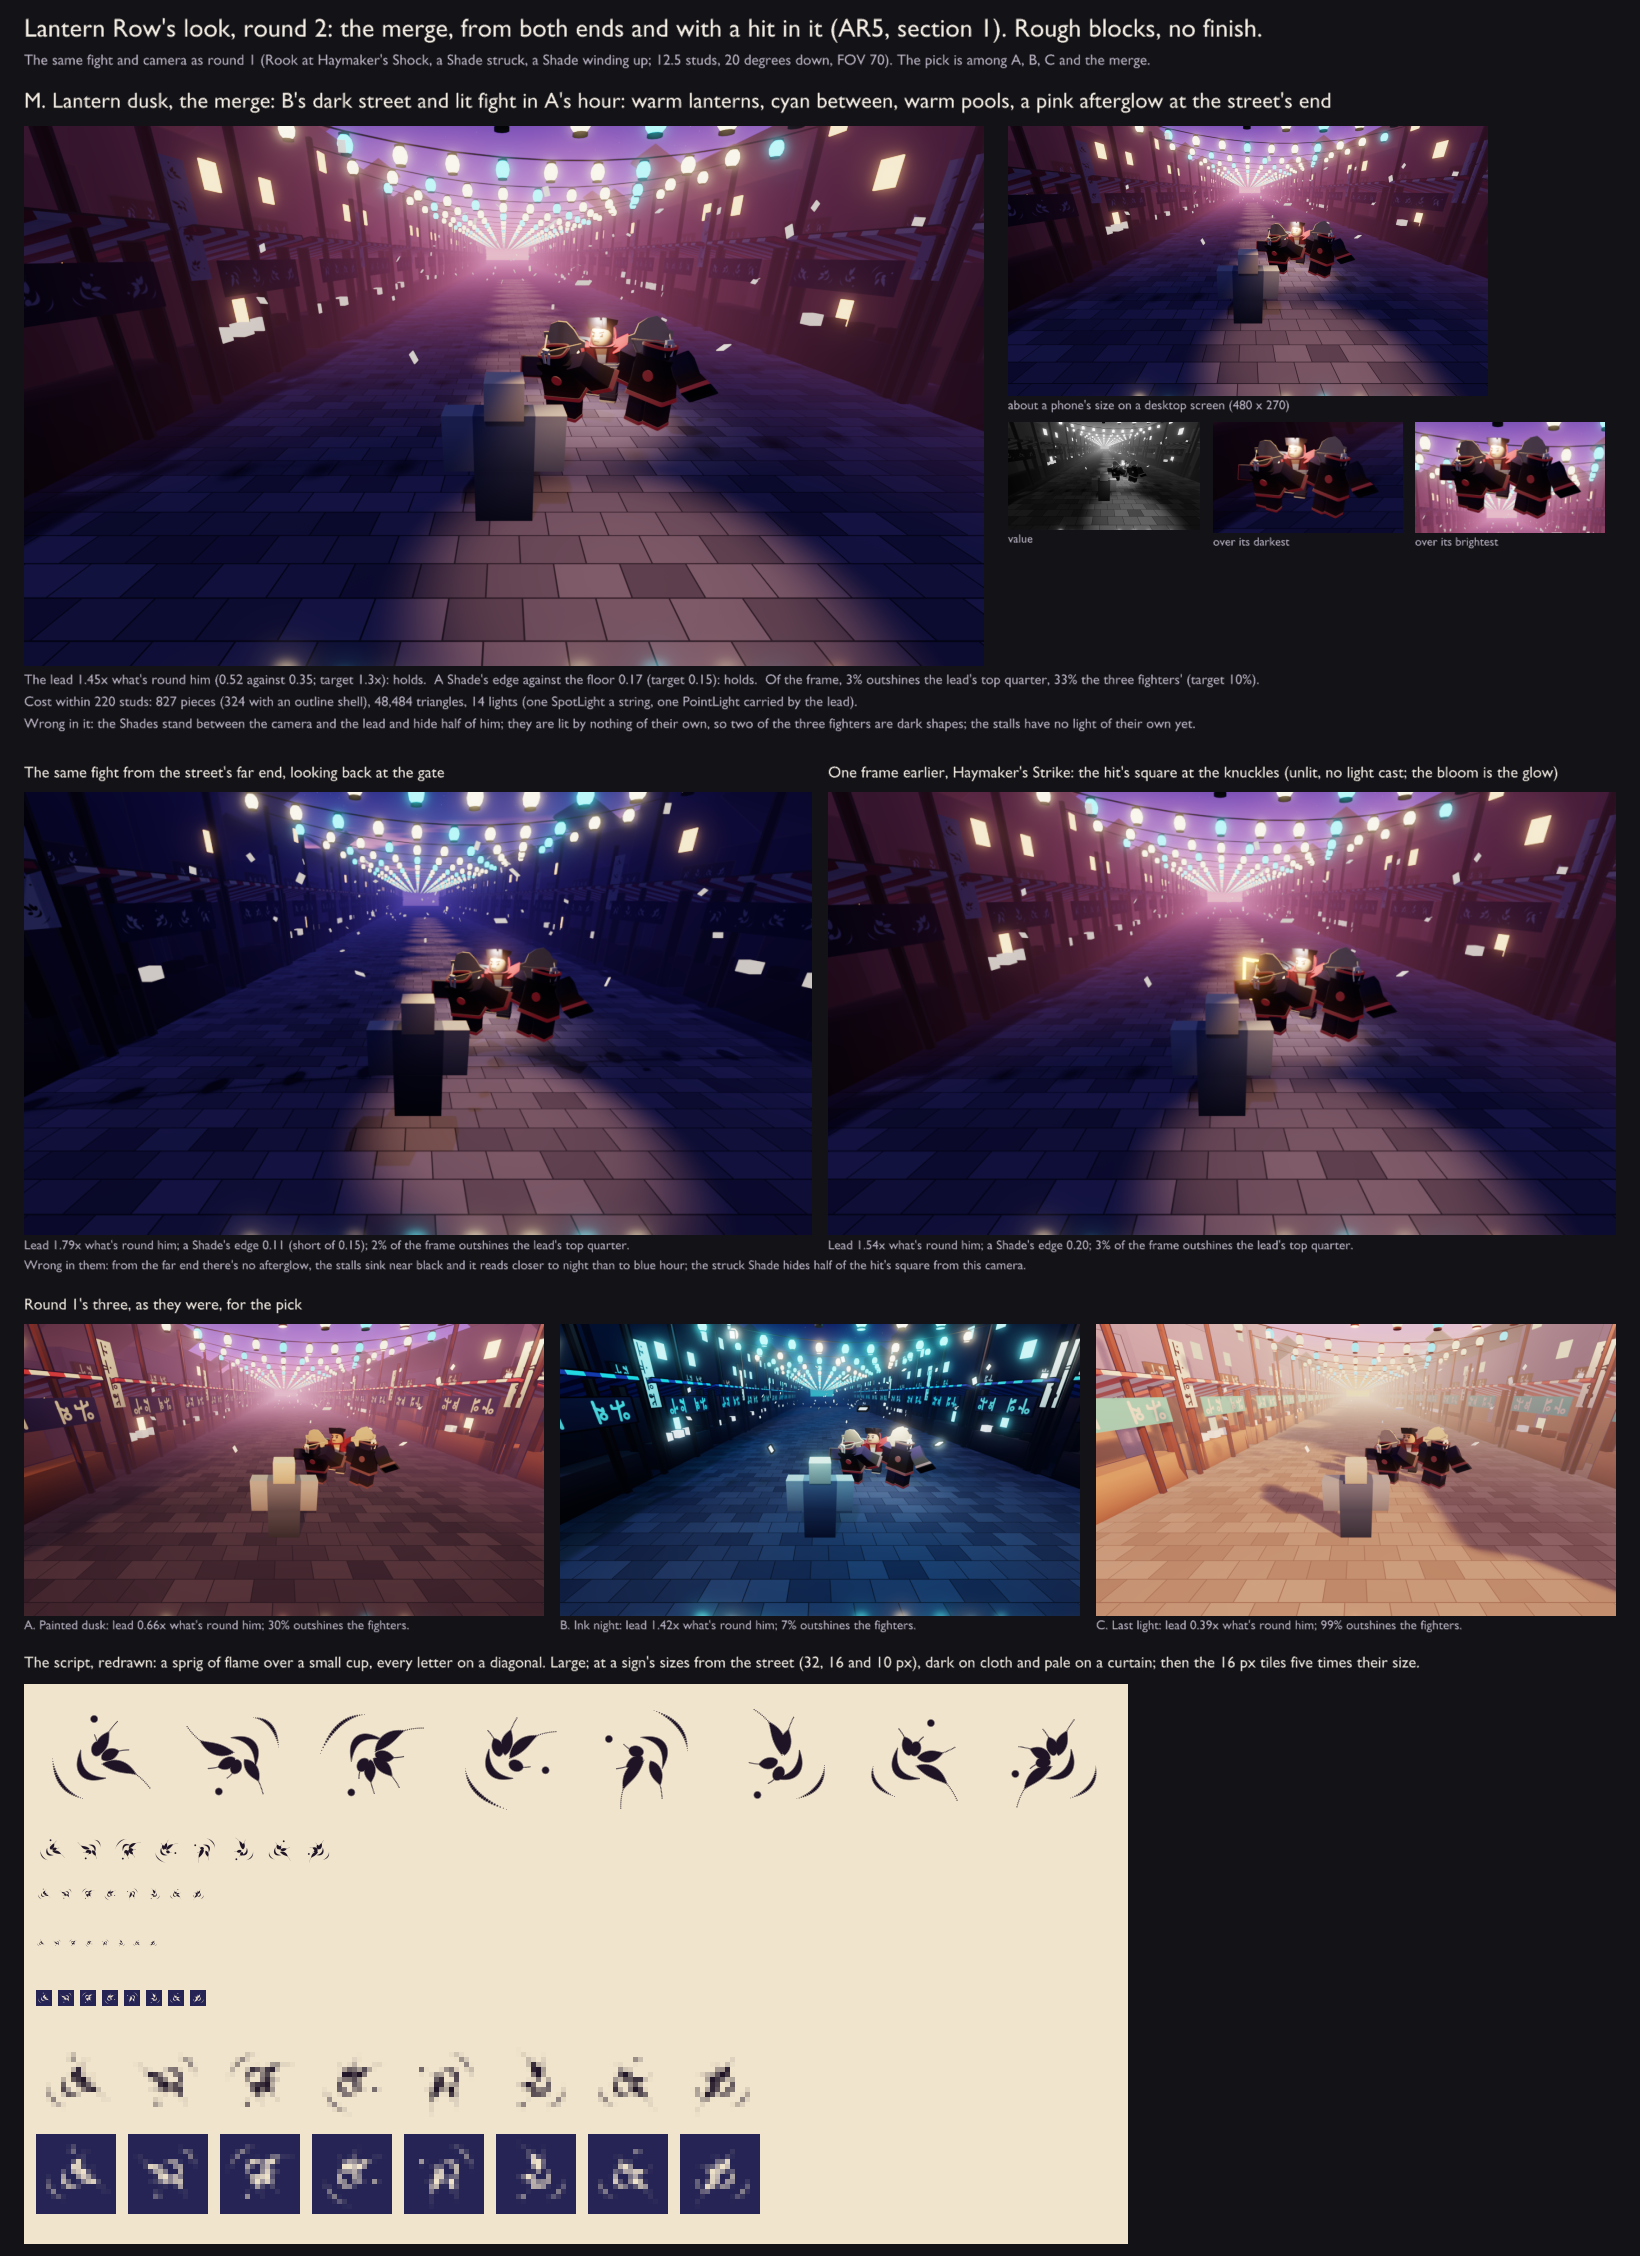 Lantern Row's look, round 2: the merge, from both ends and with a hit in it (AR5, section 1). Rough blocks, no finish.
The same fight and camera as round 1 (Rook at Haymaker's Shock, a Shade struck, a Shade winding up; 12.5 studs, 20 degrees down, FOV 70). The pick is among A, B, C and the merge.
M. Lantern dusk, the merge: B's dark street and lit fight in A's hour: warm lanterns, cyan between, warm pools, a pink afterglow at the street's end
about a phone's size on a desktop screen (480 x 270)
value
over its darkest
over its brightest
The lead 1.45x what's round him (0.52 against 0.35; target 1.3x): holds. A Shade's edge against the floor 0.17 (target 0.15): holds. Of the frame, 3% outshines the lead's top quarter, 33% the three fighters' (target 10%).
Cost within 220 studs: 827 pieces (324 with an outline shell), 48,484 triangles, 14 lights (one SpotLight a string, one PointLight carried by the lead).
Wrong in it: the Shades stand between the camera and the lead and hide half of him; they are lit by nothing of their own, so two of the three fighters are dark shapes; the stalls have no light of their own yet.
The same fight from the street's far end, looking back at the gate
One frame earlier, Haymaker's Strike: the hit's square at the knuckles (unlit, no light cast; the bloom is the glow)
Lead 1.79x what's round him; a Shade's edge 0.11 (short of 0.15); 2% of the frame outshines the lead's top quarter.
Lead 1.54x what's round him; a Shade's edge 0.20; 3% of the frame outshines the lead's top quarter.
Wrong in them: from the far end there's no afterglow, the stalls sink near black and it reads closer to night than to blue hour; the struck Shade hides half of the hit's square from this camera.
Round 1's three, as they were, for the pick
A. Painted dusk: lead 0.66x what's round him; 30% outshines the fighters.
B. Ink night: lead 1.42x what's round him; 7% outshines the fighters.
C. Last light: lead 0.39x what's round him; 99% outshines the fighters.
The script, redrawn: a sprig of flame over a small cup, every letter on a diagonal. Large; at a sign's sizes from the street (32, 16 and 10 px), dark on cloth and pale on a curtain; then the 16 px tiles five times their size.